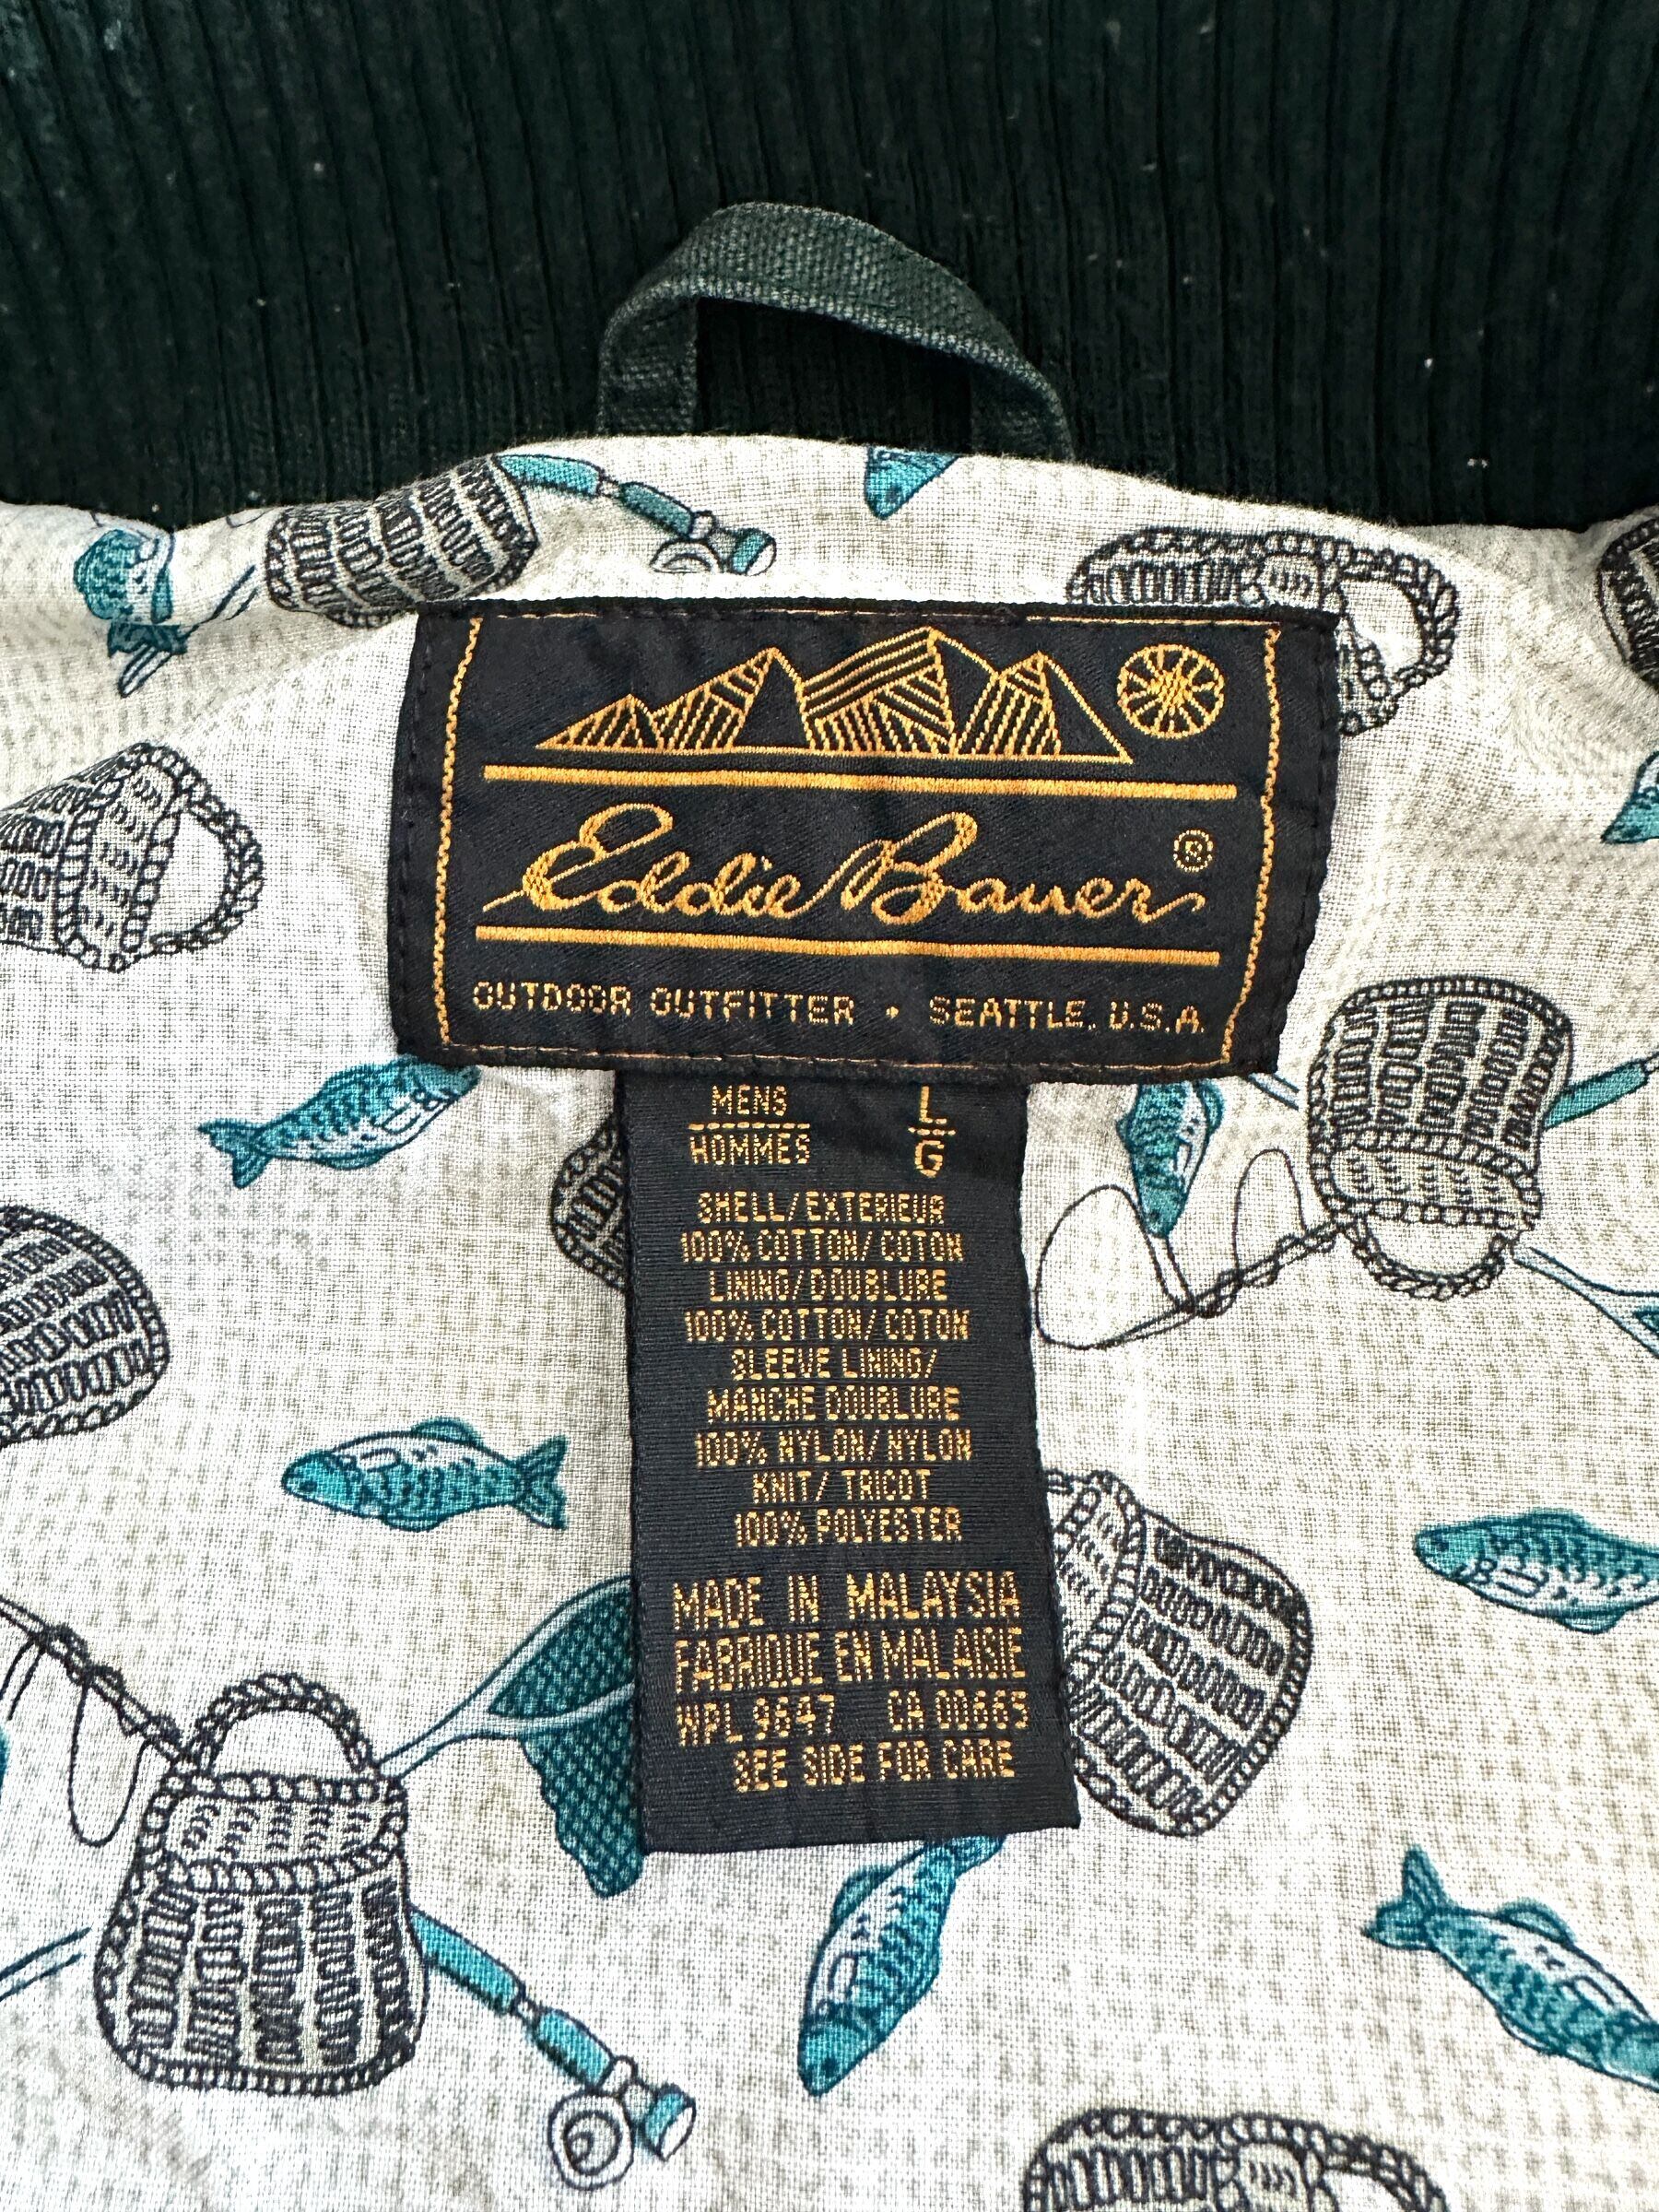 Eddie Bauer ®
OUTDOOR OUTFITTER • SEATTLE, U.S.A.
MENS L
HOMMES G
SHELL/EXTERIEUR
100% COTTON/COTON
LINING/DOUBLURE
100% COTTON/COTON
SLEEVE LINING/
MANCHE DOUBLURE
100% NYLON/NYLON
KNIT/TRICOT
100% POLYESTER
MADE IN MALAYSIA
FABRIQUE EN MALAISIE
WPL 9647 CA 00665
SEE SIDE FOR CARE